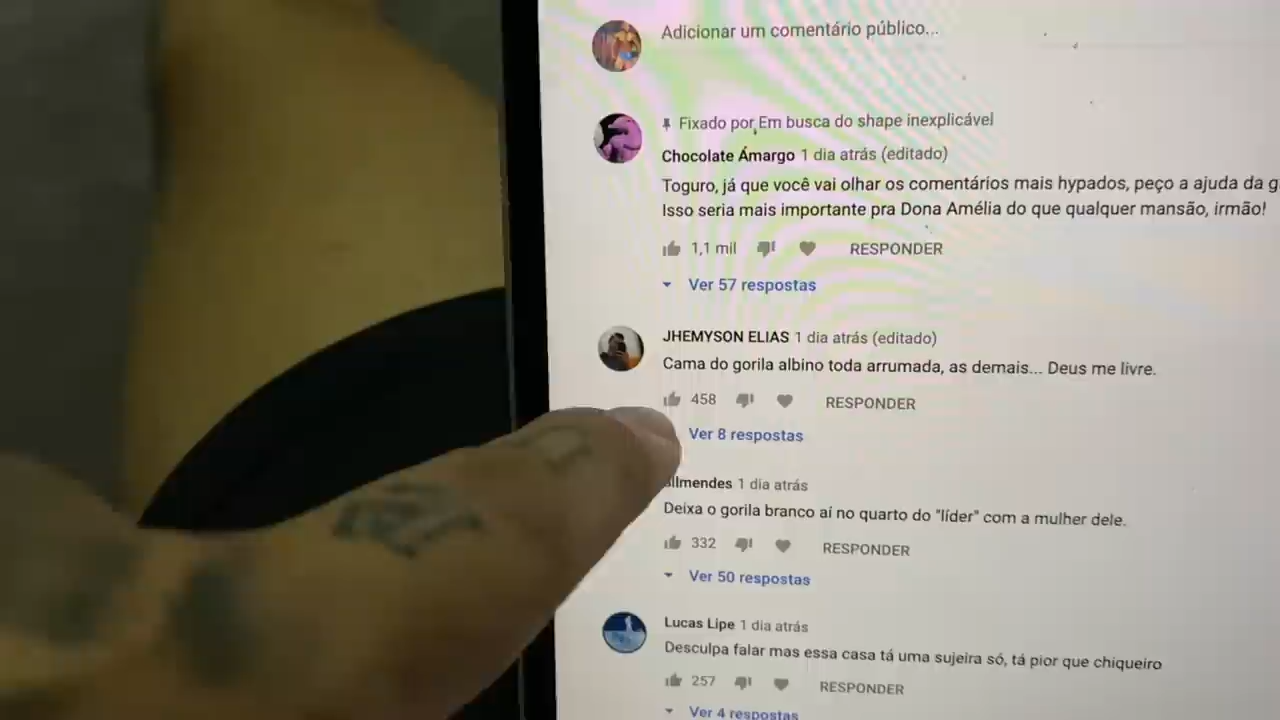 Adicionar um comentário público...
Fixado por Em busca do shape inexplicável
Chocolate Amargo 1 dia atrás (editado)
Toguro, já que você vai olhar os comentários mais hypados, peço a ajuda da
Isso seria mais importante pra Dona Amélia do que qualquer mansão, irmão!
1,1 mil RESPONDER
Ver 57 respostas
JHEMYSON ELIAS 1 dia atrás (editado)
Cama do gorila albino toda arrumada, as demais... Deus me livre.
458 RESPONDER
Ver 8 respostas
llmendes 1 dia atrás
Deixa o gorila branco aí no quarto do "líder" com a mulher dele.
332 RESPONDER
Ver 50 respostas
Lucas Lipe 1 dia atrás
Desculpa falar mas essa casa tá uma sujeira só, tá pior que chiqueiro
257 RESPONDER
Ver 4 respostas